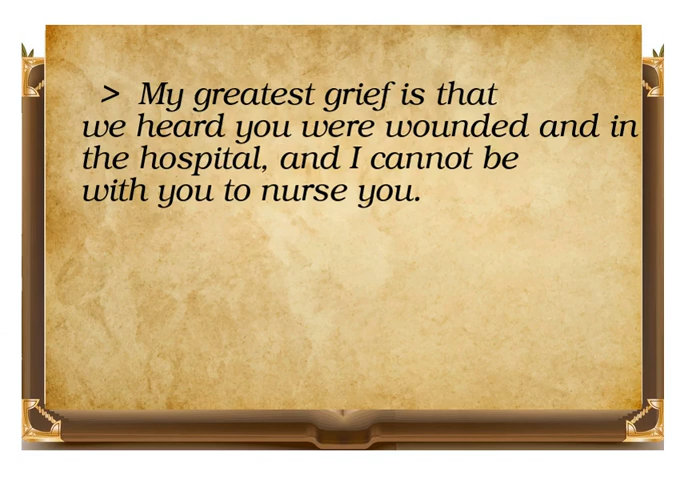 > My greatest grief is that
we heard you were wounded and in
the hospital, and I cannot be
with you to nurse you.